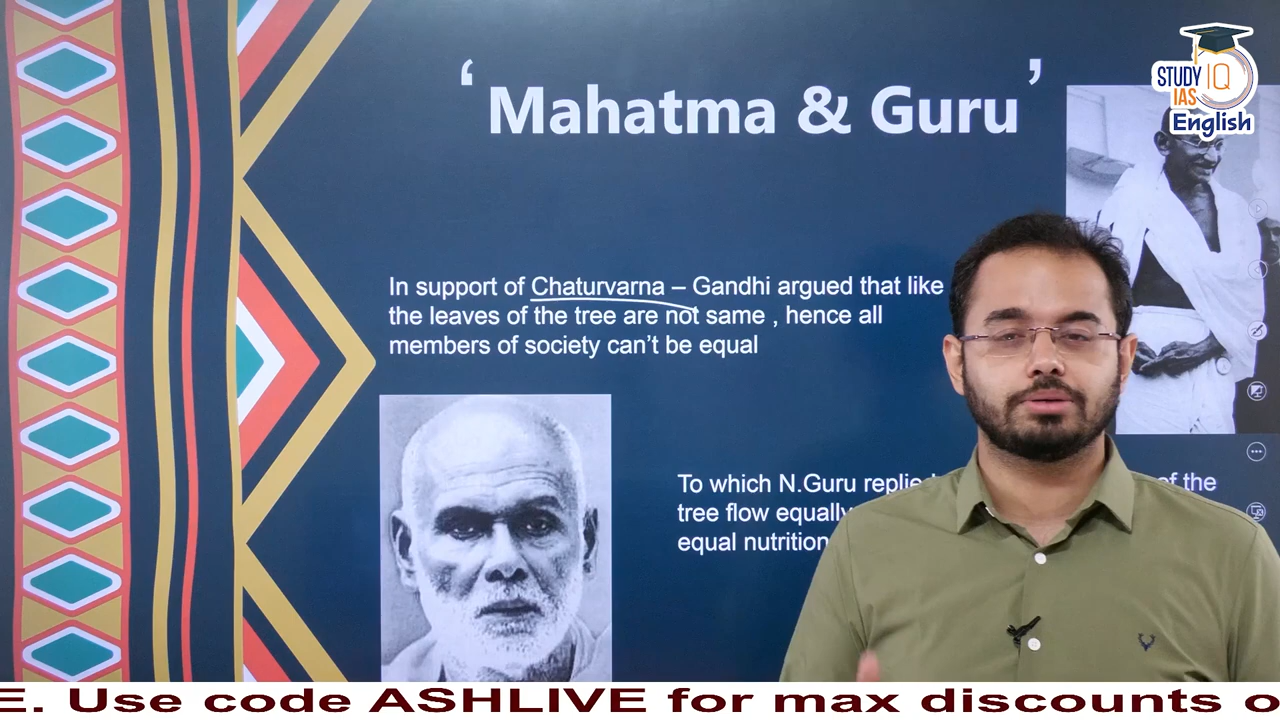 ‘Mahatma & Guru’
STUDY IQ
IAS
English
In support of Chaturvarna – Gandhi argued that like
the leaves of the tree are not same , hence all
members of society can’t be equal
To which N.Guru replied of the
tree flow equally
equal nutrition
E. Use code ASHLIVE for max discounts o